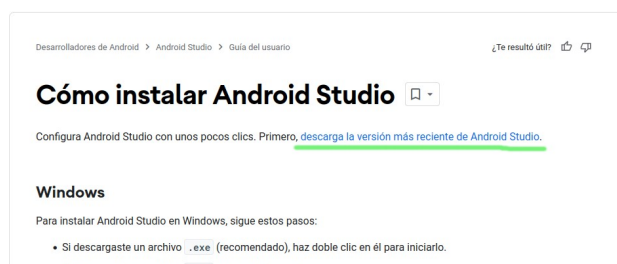 Desarrolladores de Android > Android Studio > Guía del usuario
¿Te resultó útil?
Cómo instalar Android Studio
Configura Android Studio con unos pocos clics. Primero, descarga la versión más reciente de Android Studio.
Windows
Para instalar Android Studio en Windows, sigue estos pasos:
• Si descargaste un archivo .exe (recomendado), haz doble clic en él para iniciarlo.